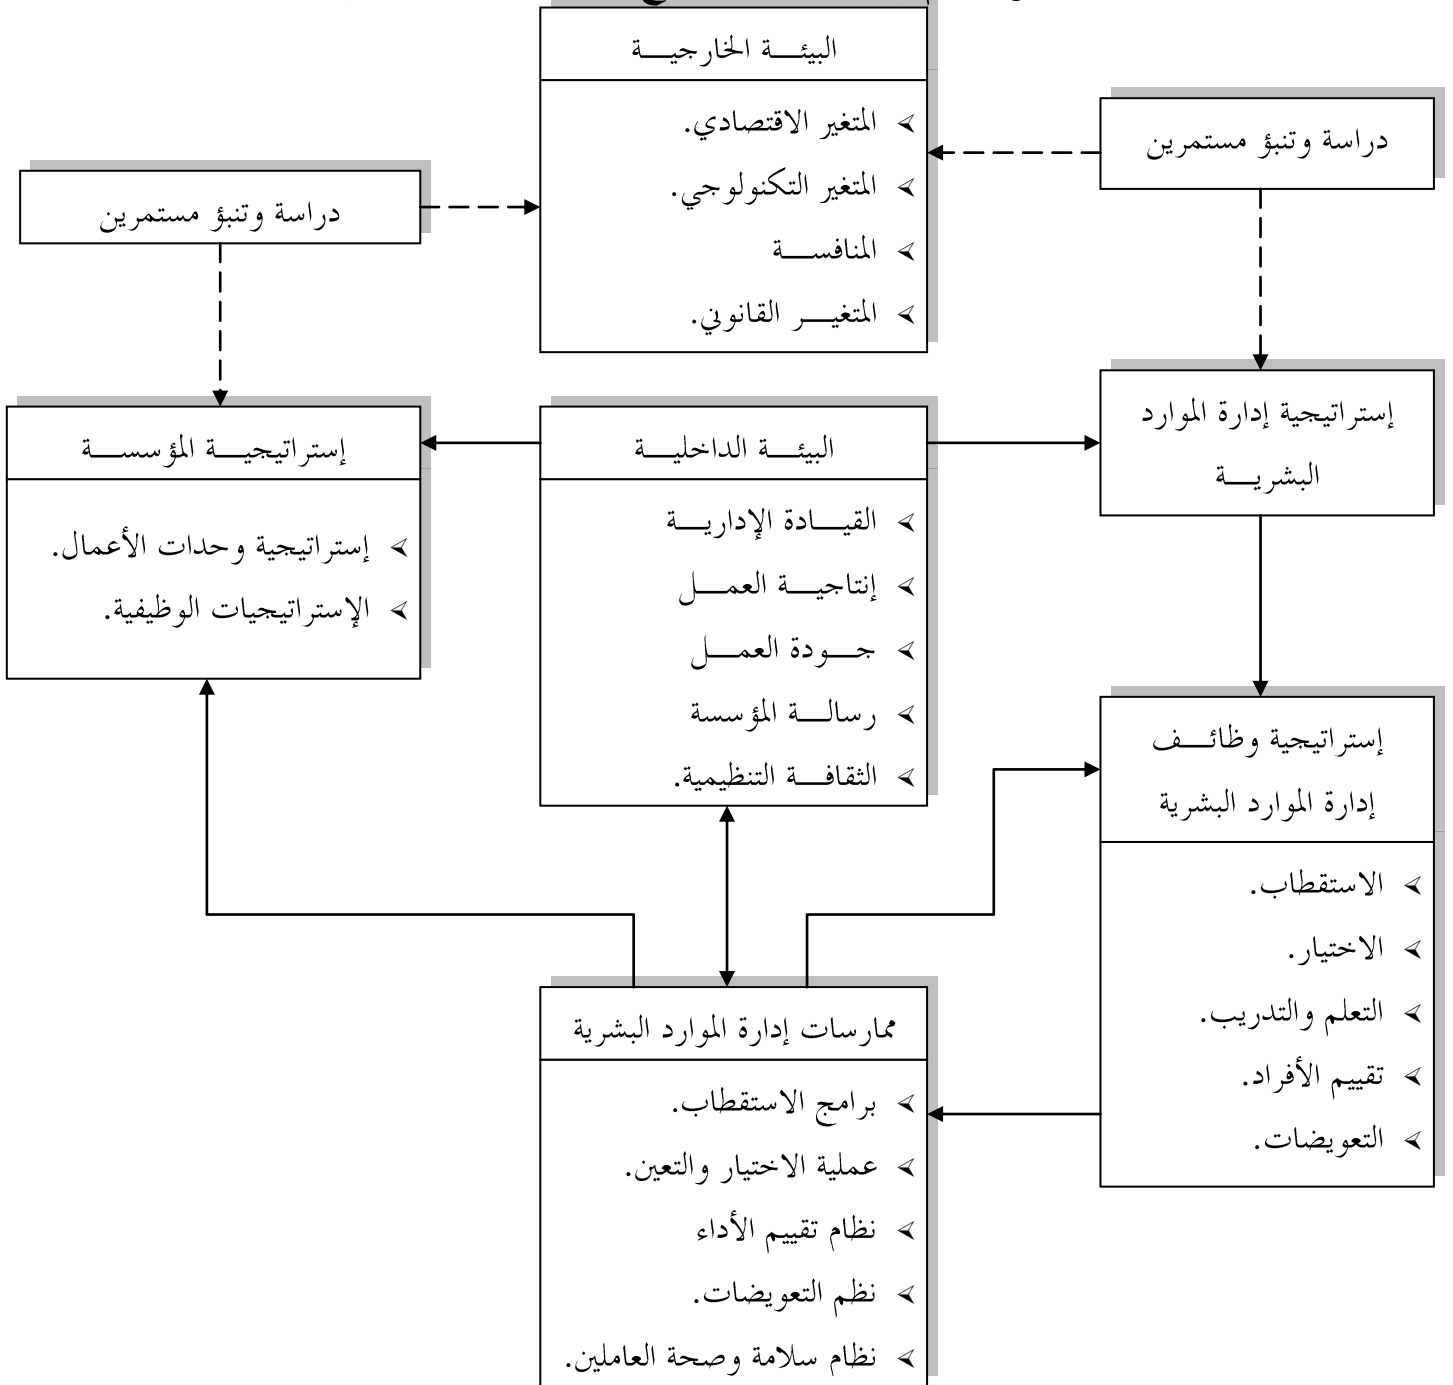 البيئة الخارجية
المتغير الاقتصادي.
المتغير التكنولوجي.
المنافسة
المتغير القانوني.
دراسة وتنبؤ مستمرين
دراسة وتنبؤ مستمرين
إستراتيجية إدارة الموارد
البشرية
البيئة الداخلية
القيادة الإدارية
إنتاجية العمل
جودة العمل
رسالة المؤسسة
الثقافة التنظيمية.
إستراتيجية المؤسسة
إستراتيجية وحدات الأعمال.
الإستراتيجيات الوظيفية.
إستراتيجية وظائف
إدارة الموارد البشرية
الاستقطاب.
الاختيار.
التعلم والتدريب.
تقييم الأفراد.
التعويضات.
ممارسات إدارة الموارد البشرية
برامج الاستقطاب.
عملية الاختيار والتعين.
نظام تقييم الأداء
نظم التعويضات.
نظام سلامة وصحة العاملين.